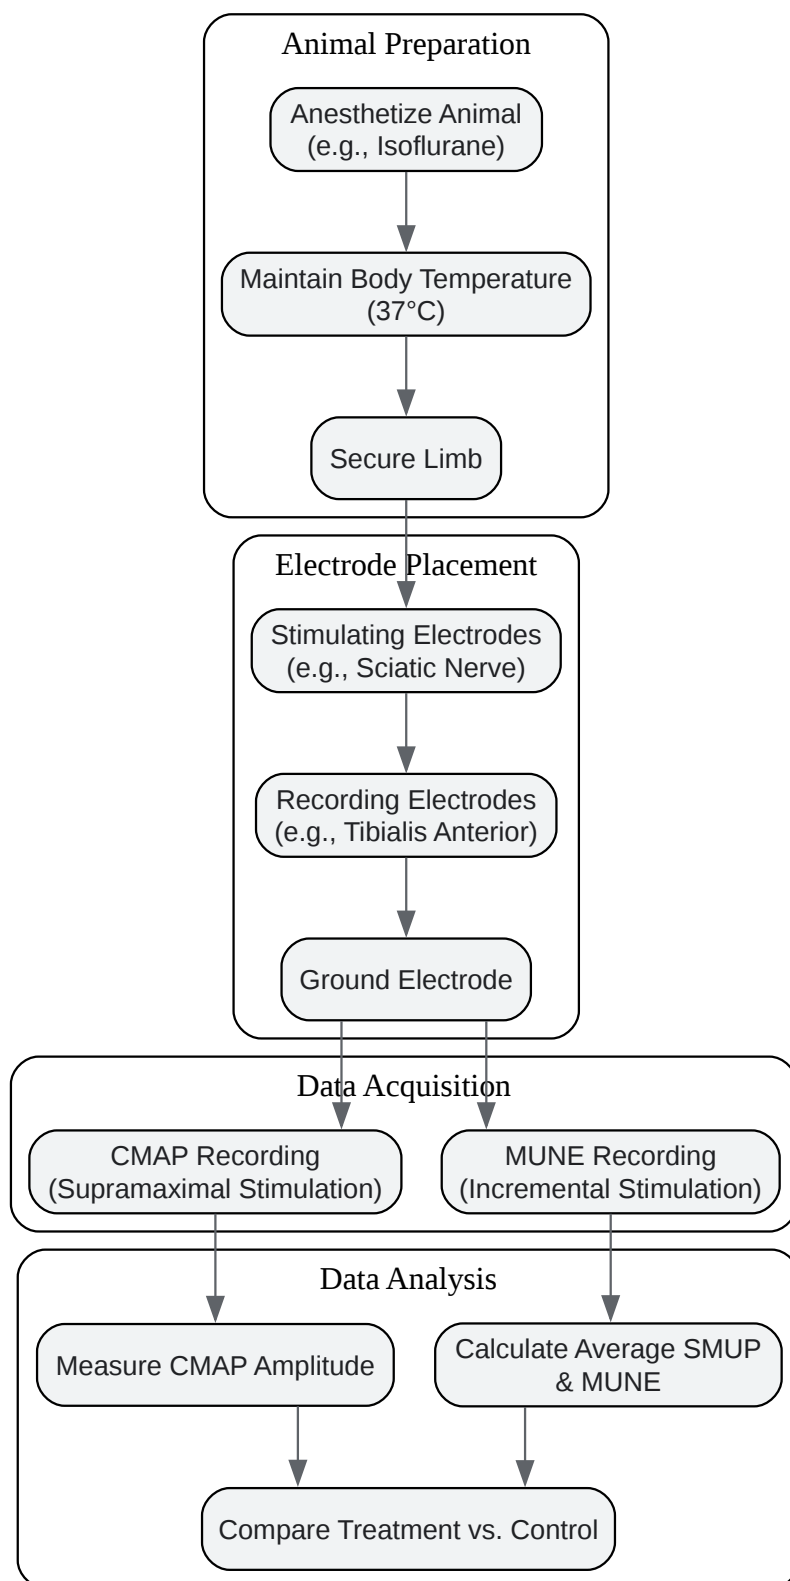 Animal Preparation
Anesthetize Animal
(e.g., Isoflurane)
Maintain Body Temperature
(37°C)
Secure Limb
Electrode Placement
Stimulating Electrodes
(e.g., Sciatic Nerve)
Recording Electrodes
(e.g., Tibialis Anterior)
Ground Electrode
Data Acquisition
CMAP Recording
(Supramaximal Stimulation)
MUNE Recording
(Incremental Stimulation)
Data Analysis
Measure CMAP Amplitude
Calculate Average SMUP
& MUNE
Compare Treatment vs. Control